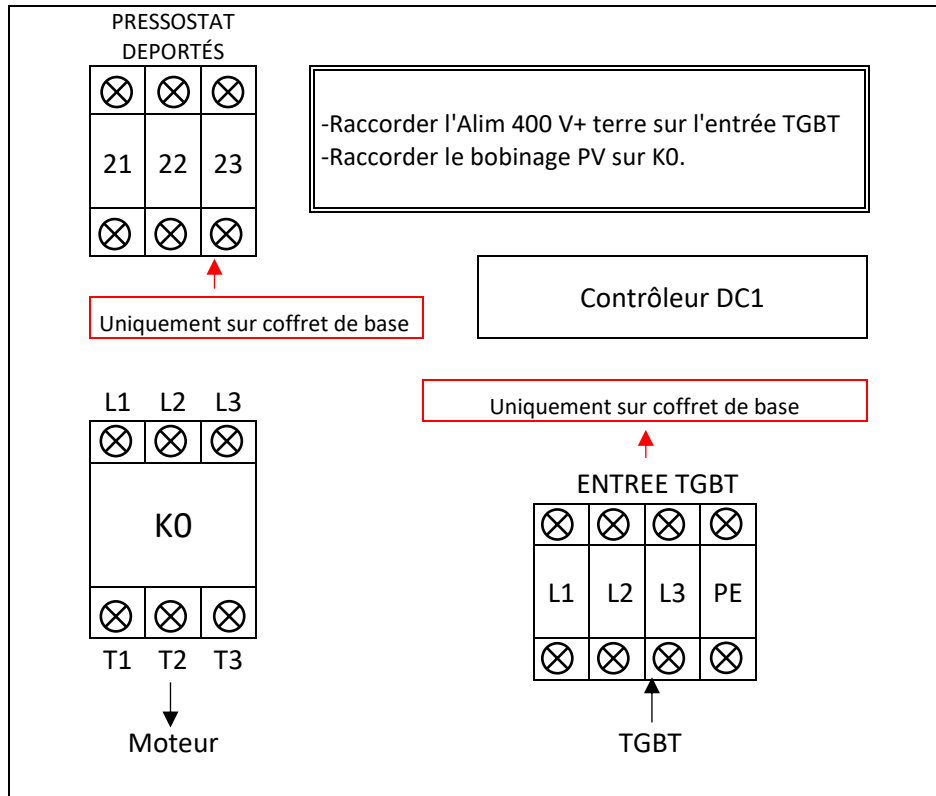 PRESSOSTAT
DEPORTÉS
21 22 23
-Raccorder l'Alim 400 V+ terre sur l'entrée TGBT
-Raccorder le bobinage PV sur K0.
Uniquement sur coffret de base
Contrôleur DC1
L1 L2 L3
K0
T1 T2 T3
Moteur
Uniquement sur coffret de base
ENTREE TGBT
L1 L2 L3 PE
TGBT